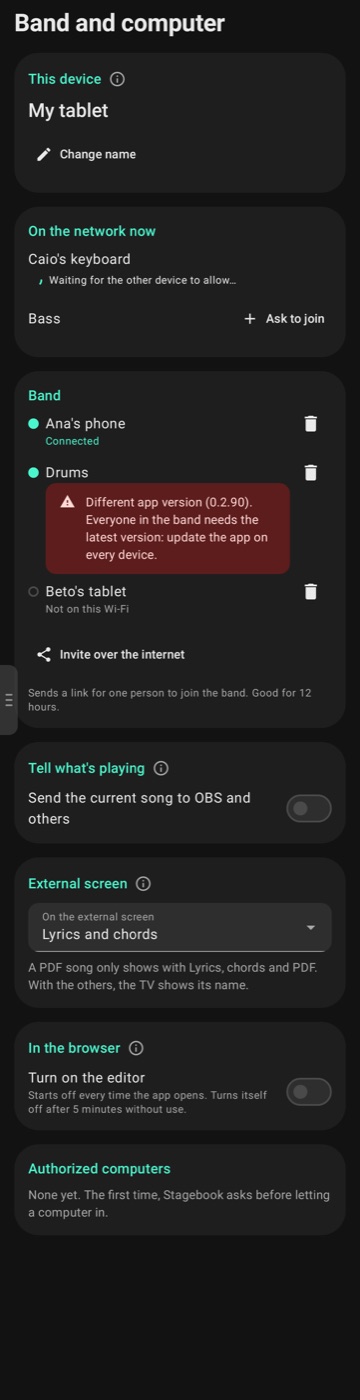 Band and computer
This device
My tablet
Change name
On the network now
Caio's keyboard
Waiting for the other device to allow…
Bass
Ask to join
Band
Ana's phone
Connected
Drums
Different app version (0.2.90).
Everyone in the band needs the
latest version: update the app on
every device.
Beto's tablet
Not on this Wi-Fi
Invite over the internet
Sends a link for one person to join the band. Good for 12
hours.
Tell what's playing
Send the current song to OBS and
others
External screen
On the external screen
Lyrics and chords
A PDF song only shows with Lyrics, chords and PDF.
With the others, the TV shows its name.
In the browser
Turn on the editor
Starts off every time the app opens. Turns itself
off after 5 minutes without use.
Authorized computers
None yet. The first time, Stagebook asks before letting
a computer in.